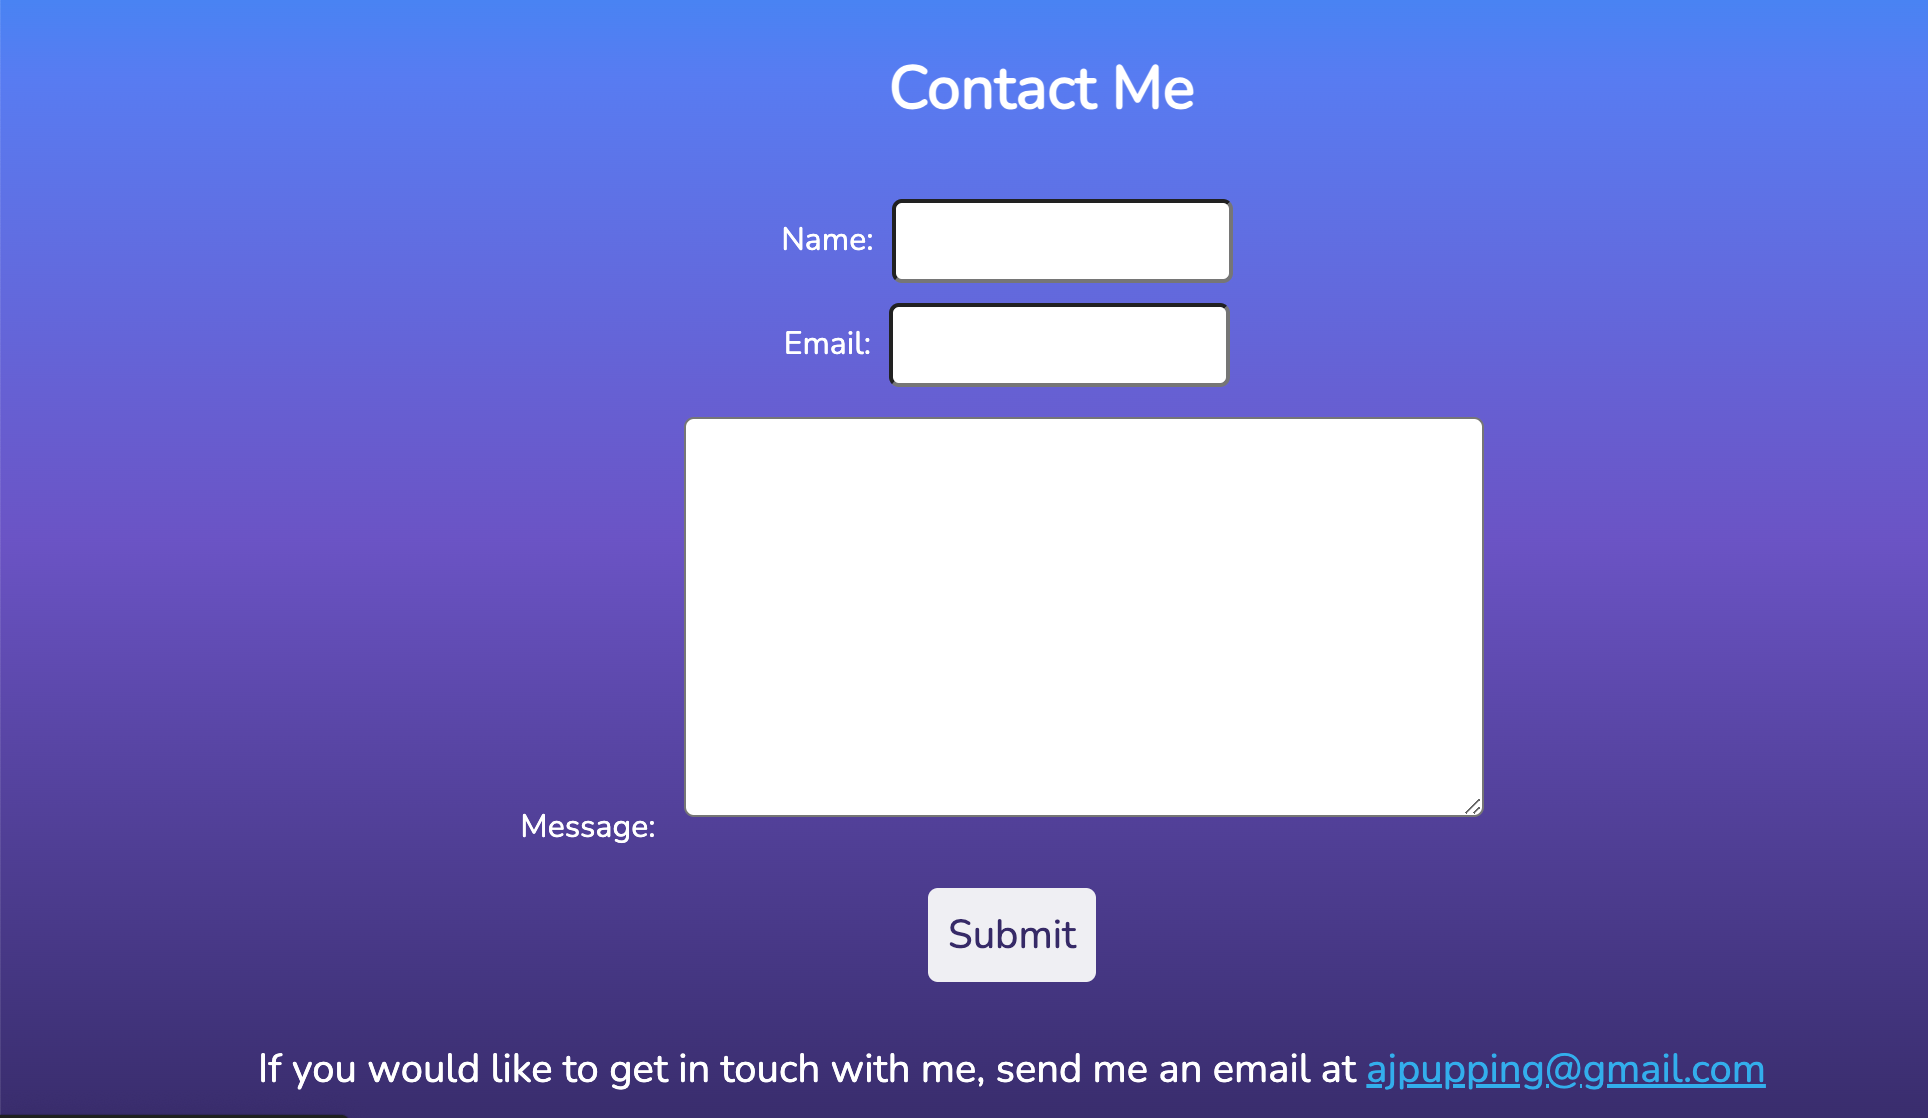 Contact Me
Name:
Email:
Message:
Submit
If you would like to get in touch with me, send me an email at ajpupping@gmail.com